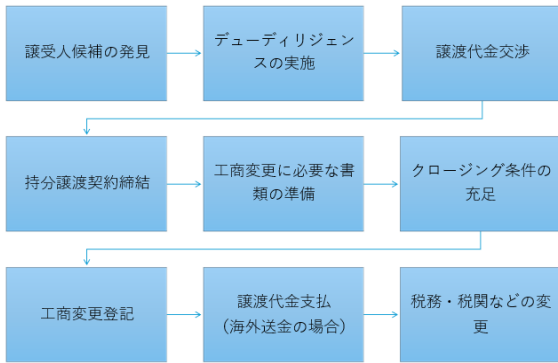 譲受人候補の発見
デューディリジェン
スの実施
譲渡代金交渉
持分譲渡契約締結
工商変更に必要な書
類の準備
クロージング条件の
充足
工商変更登記
譲渡代金支払
(海外送金の場合)
税務・税関などの変
更